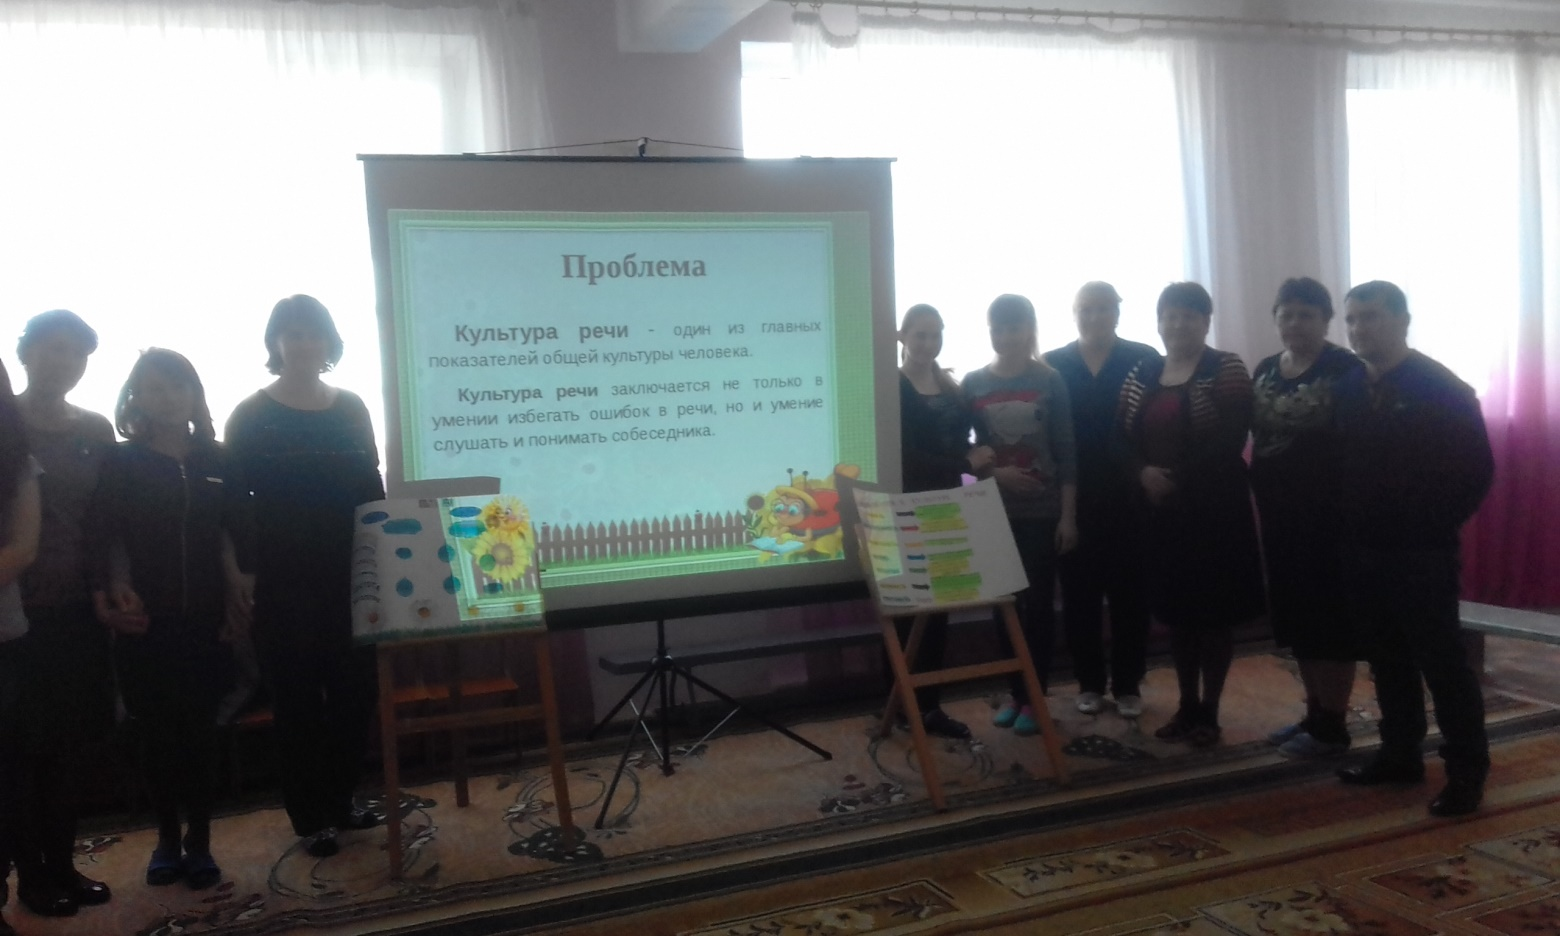 Проблема
Культура речи - один из главных
показателей общей культуры человека.
Культура речи заключается не только в
умении избегать ошибок в речи, но и умение
слушать и понимать собеседника.